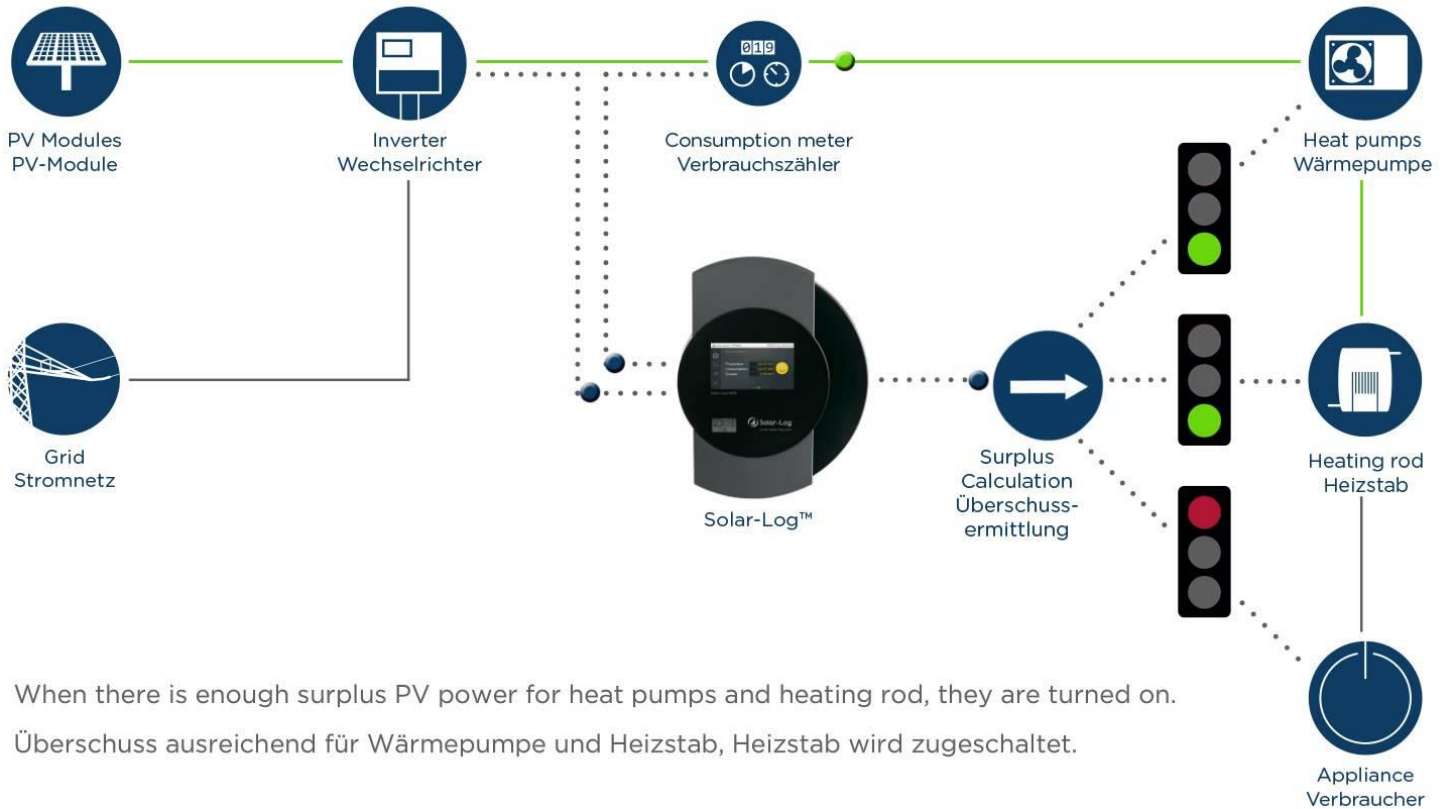 019
PV Modules
PV-Module
Inverter
Wechselrichter
Consumption meter
Verbrauchszähler
Heat pumps
Wärmepumpe
Grid
Stromnetz
Solar-Log
Solar-Log™
Surplus
Calculation
Überschuss-
ermittlung
Heating rod
Heizstab
When there is enough surplus PV power for heat pumps and heating rod, they are turned on.
Überschuss ausreichend für Wärmepumpe und Heizstab, Heizstab wird zugeschaltet.
Appliance
Verbraucher